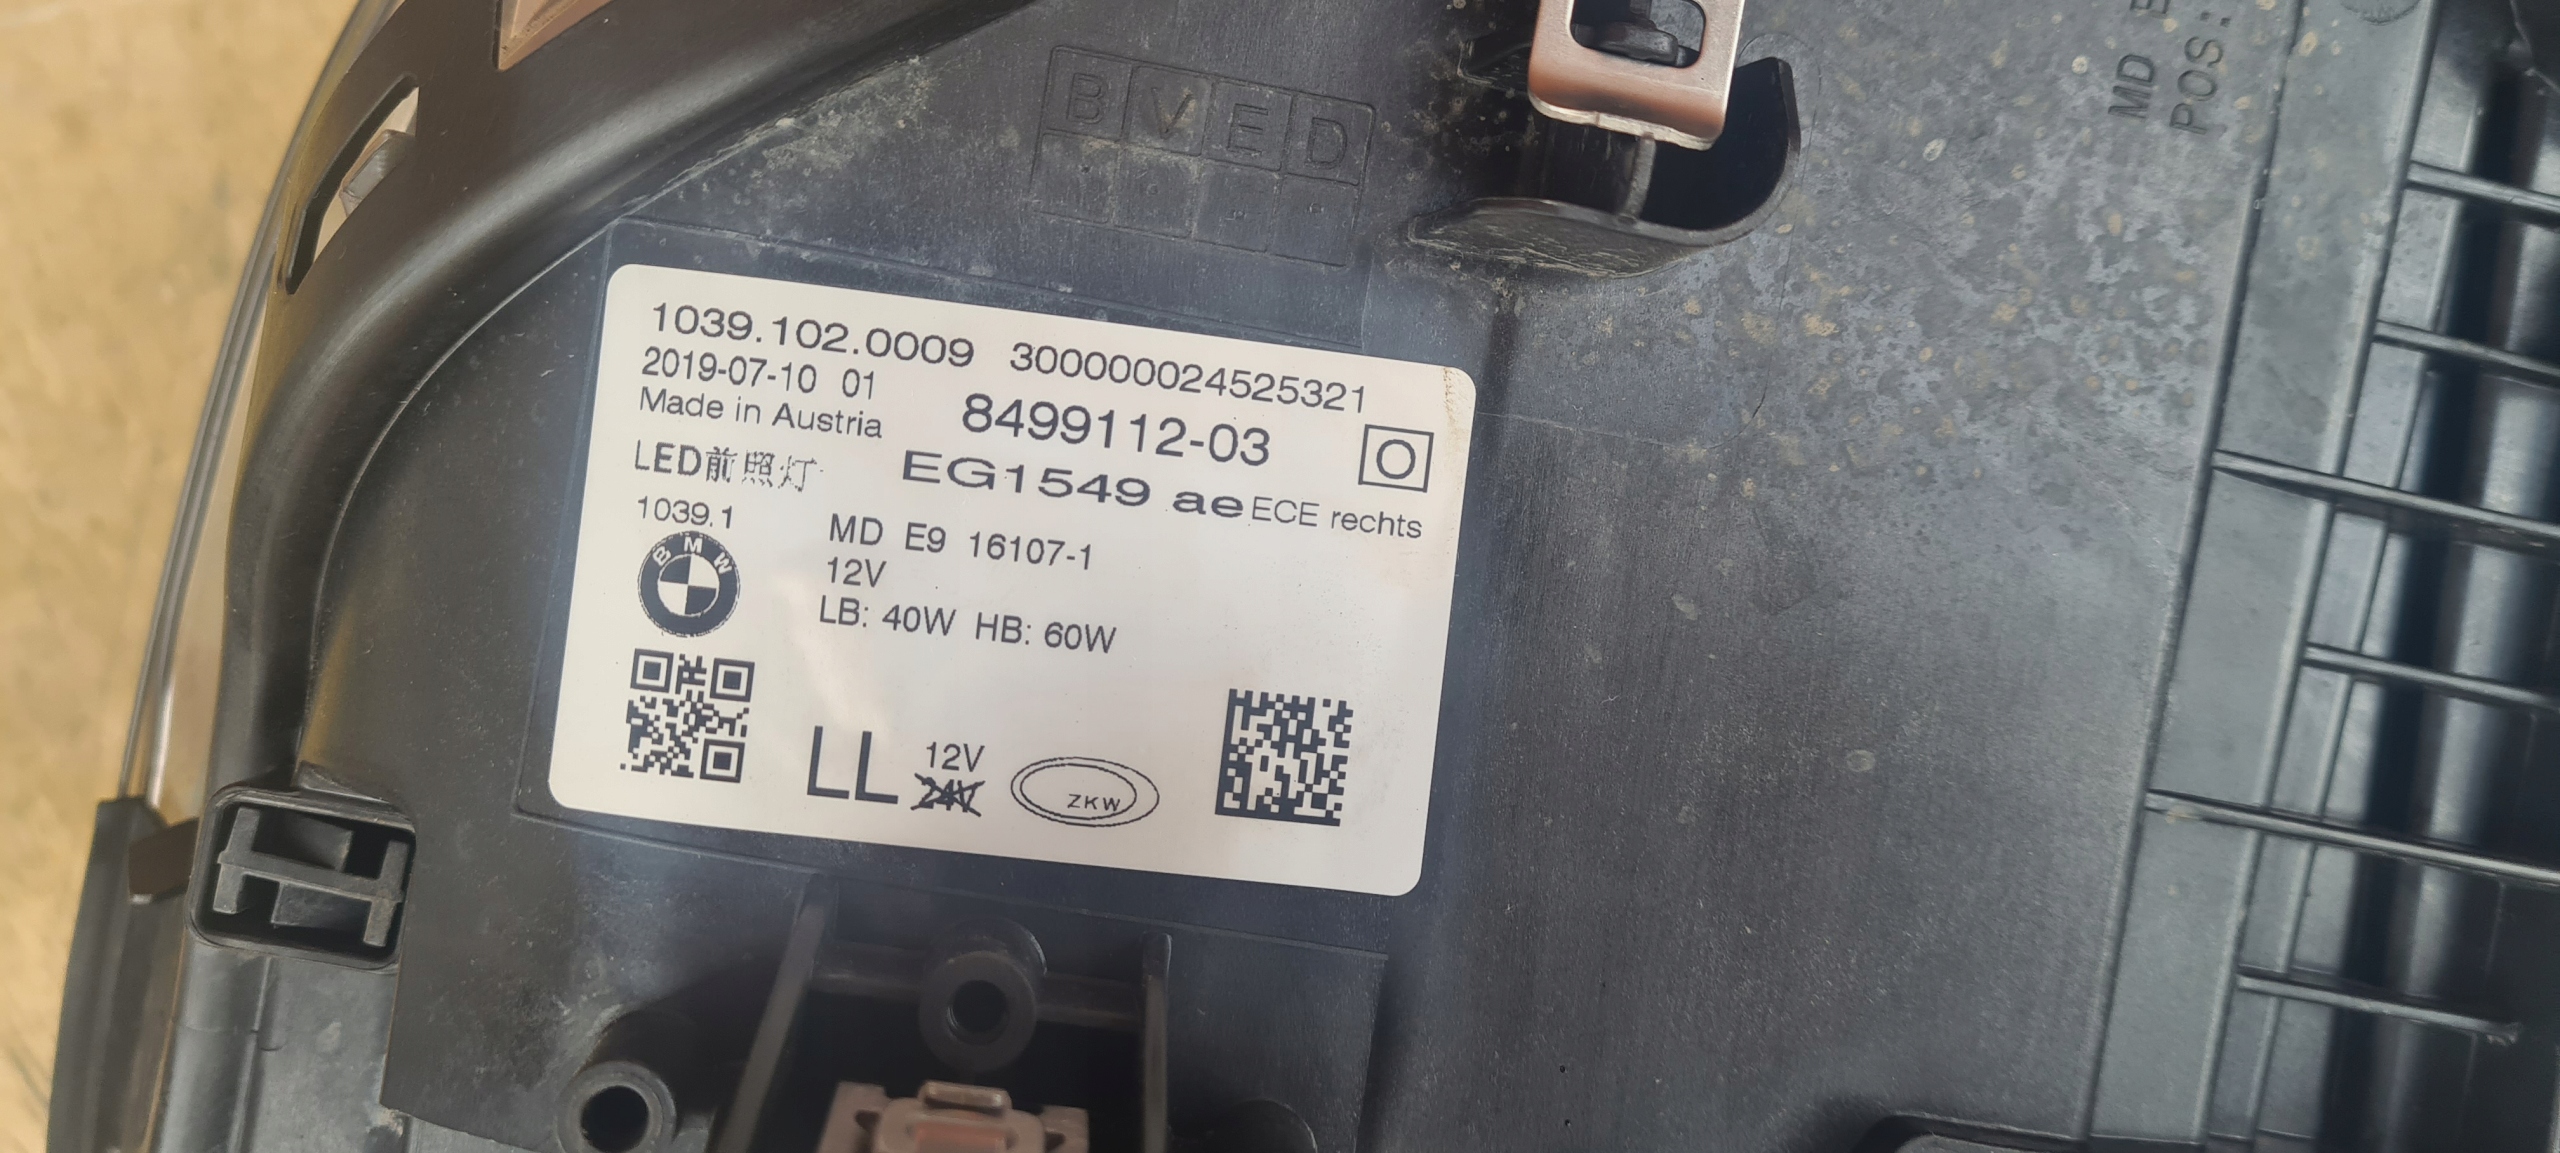 BVED
MD E
POS:
1039.102.0009 300000024525321
2019-07-10 01
Made in Austria 8499112-03 O
LED前照灯 EG1549 ae ECE rechts
1039.1
MD E9 16107-1
BMW
12V
LB: 40W HB: 60W
LL 12V
24V
ZKW